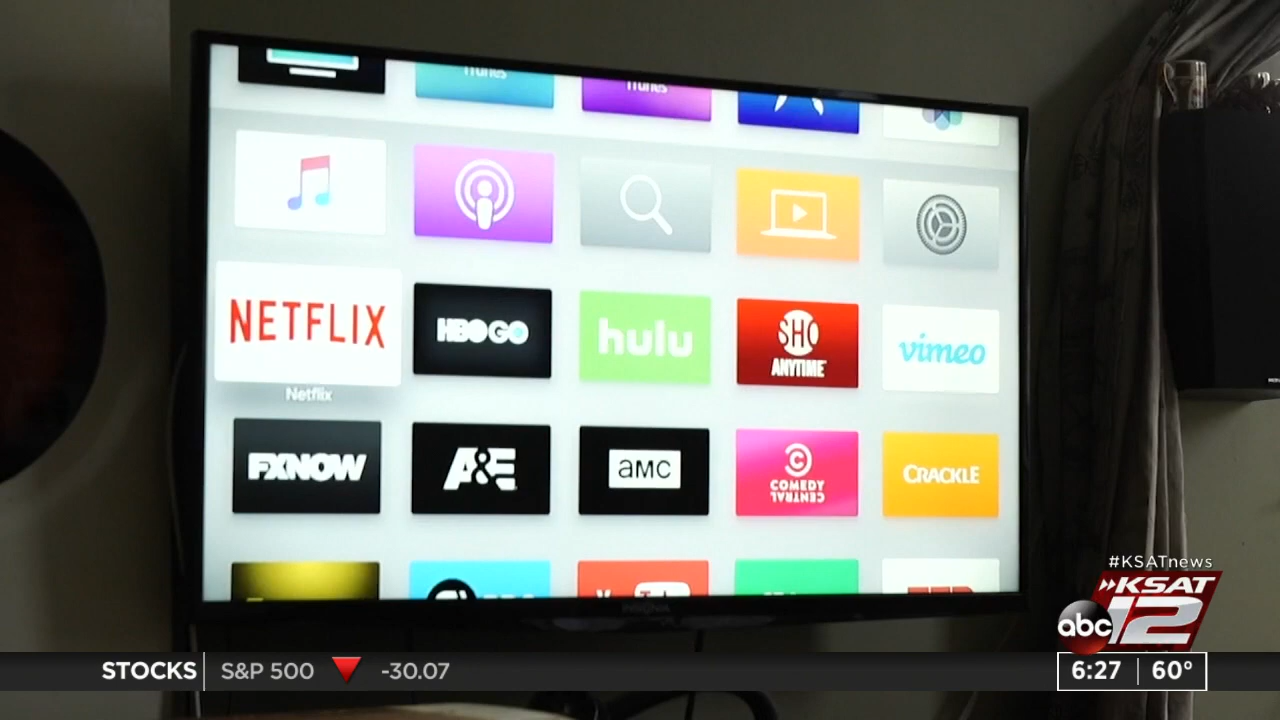 iTunes
iTunes
NETFLIX
HBO GO
hulu
SHO
ANYTIME
vimeo
Netflix
FXNOW
A&E
aMC
COMEDY
CENTRAL
CRACKLE
#KSATnews
KSAT
abc
12
STOCKS
S&P 500
-30.07
6:27
60°